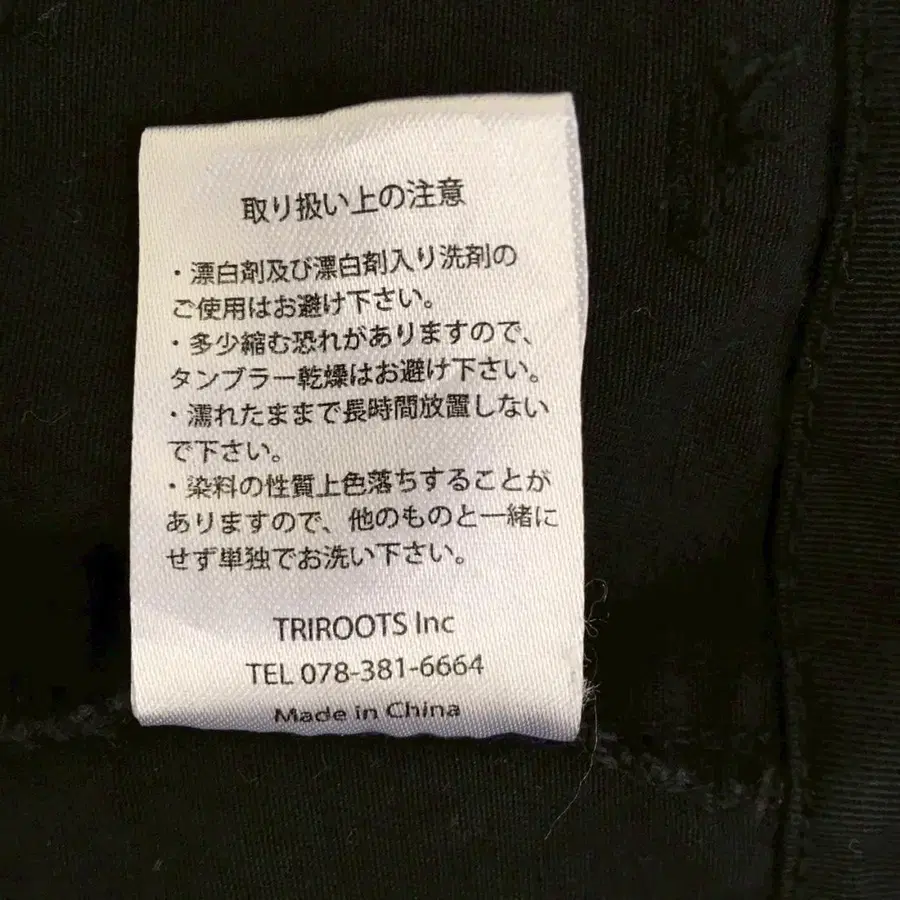 取り扱い上の注意
・漂白剤及び漂白剤入り洗剤の
ご使用はお避け下さい。
・多少縮む恐れがありますので、
タンブラー乾燥はお避け下さい。
・濡れたままで長時間放置しない
で下さい。
・染料の性質上色落ちすることが
ありますので、他のものと一緒に
せず単独でお洗い下さい。
TRIROOTS Inc
TEL 078-381-6664
Made in China